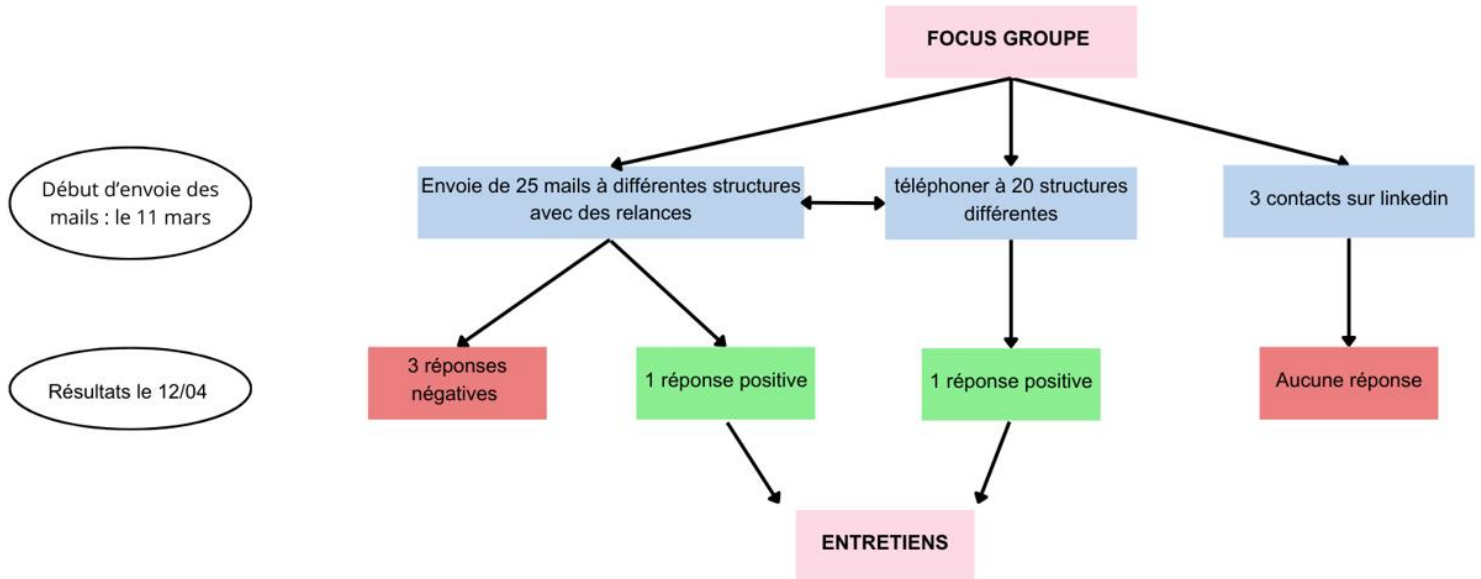 FOCUS GROUPE
Début d'envoie des
mails : le 11 mars
Envoie de 25 mails à différentes structures
avec des relances
téléphoner à 20 structures
différentes
3 contacts sur linkedin
Résultats le 12/04
3 réponses
négatives
1 réponse positive
1 réponse positive
Aucune réponse
ENTRETIENS